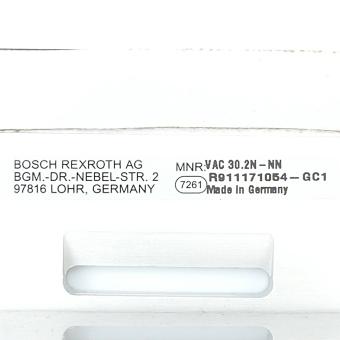 BOSCH REXROTH AG
BGM.-DR.-NEBEL-STR. 2
97816 LOHR, GERMANY
MNR: VAC 30.2N-NN
7261 R911171054-GC1
Made in Germany